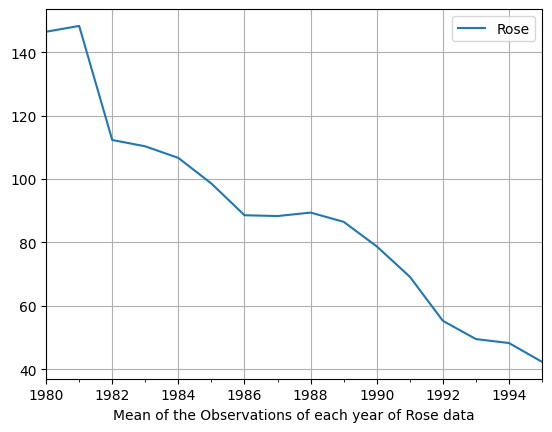 Rose
140
120
100
80
60
40
1980 1982 1984 1986 1988 1990 1992 1994
Mean of the Observations of each year of Rose data